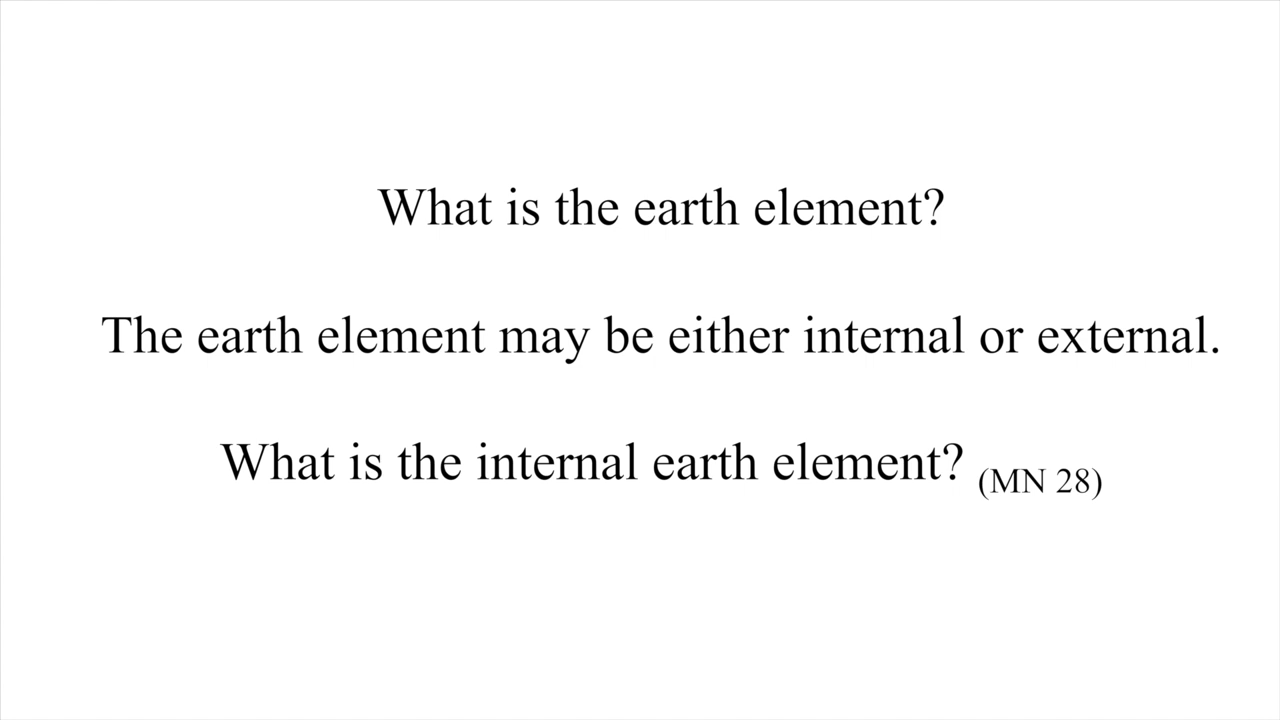 What is the earth element?
The earth element may be either internal or external.
What is the internal earth element? (MN 28)